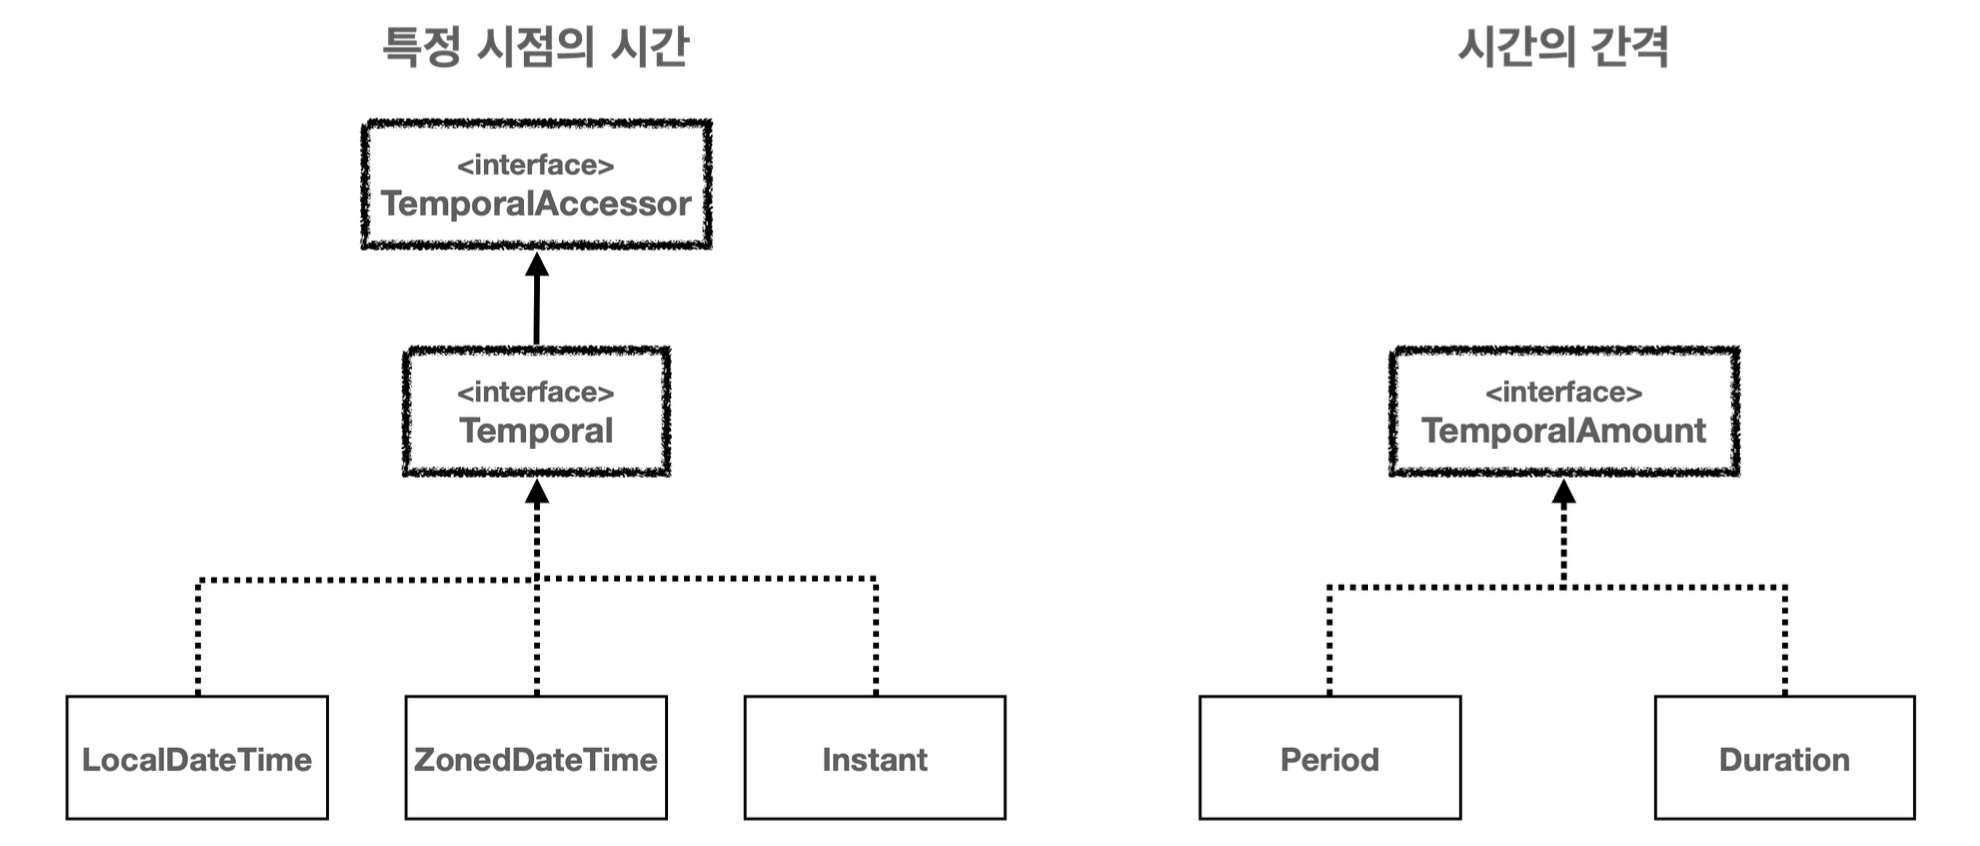 특정 시점의 시간
시간의 간격
<interface>
TemporalAccessor
<interface>
Temporal
<interface>
TemporalAmount
LocalDateTime
ZonedDateTime
Instant
Period
Duration